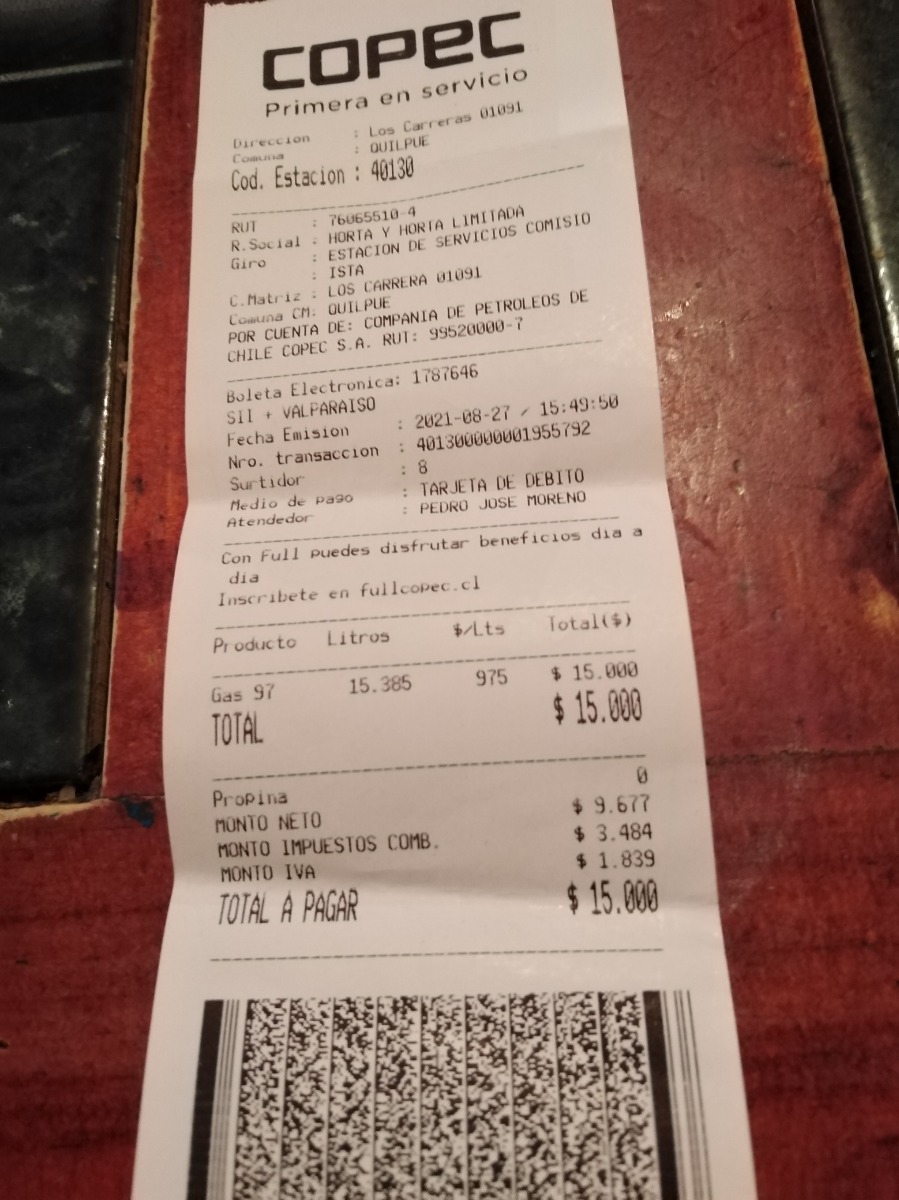 COPEC
Primera en servicio
Direccion : Los Carreras 01091
Comuna : QUILPUE
Cod. Estacion : 40130
RUT : 76065510-4
R.Social : HORTA Y HORTA LIMITADA
Giro : ESTACION DE SERVICIOS COMISIO
: ISTA
C.Matriz : LOS CARRERA 01091
Comuna CM: QUILPUE
POR CUENTA DE: COMPANIA DE PETROLEOS DE
CHILE COPEC S.A. RUT: 99520000-7
Boleta Electronica: 1787646
SII + VALPARAISO
Fecha Emision : 2021-08-27 / 15:49:50
Nro. transaccion : 401300000001955792
Surtidor : 8
Medio de pago : TARJETA DE DEBITO
Atendedor : PEDRO JOSE MORENO
Con Full puedes disfrutar beneficios dia a
dia
Inscribete en fullcopec.cl
Producto Litros $/Lts Total($)
Gas 97 15.385 975 $ 15.000
TOTAL $ 15.000
Propina 0
MONTO NETO $ 9.677
MONTO IMPUESTOS COMB. $ 3.484
MONTO IVA $ 1.839
TOTAL A PAGAR $ 15.000